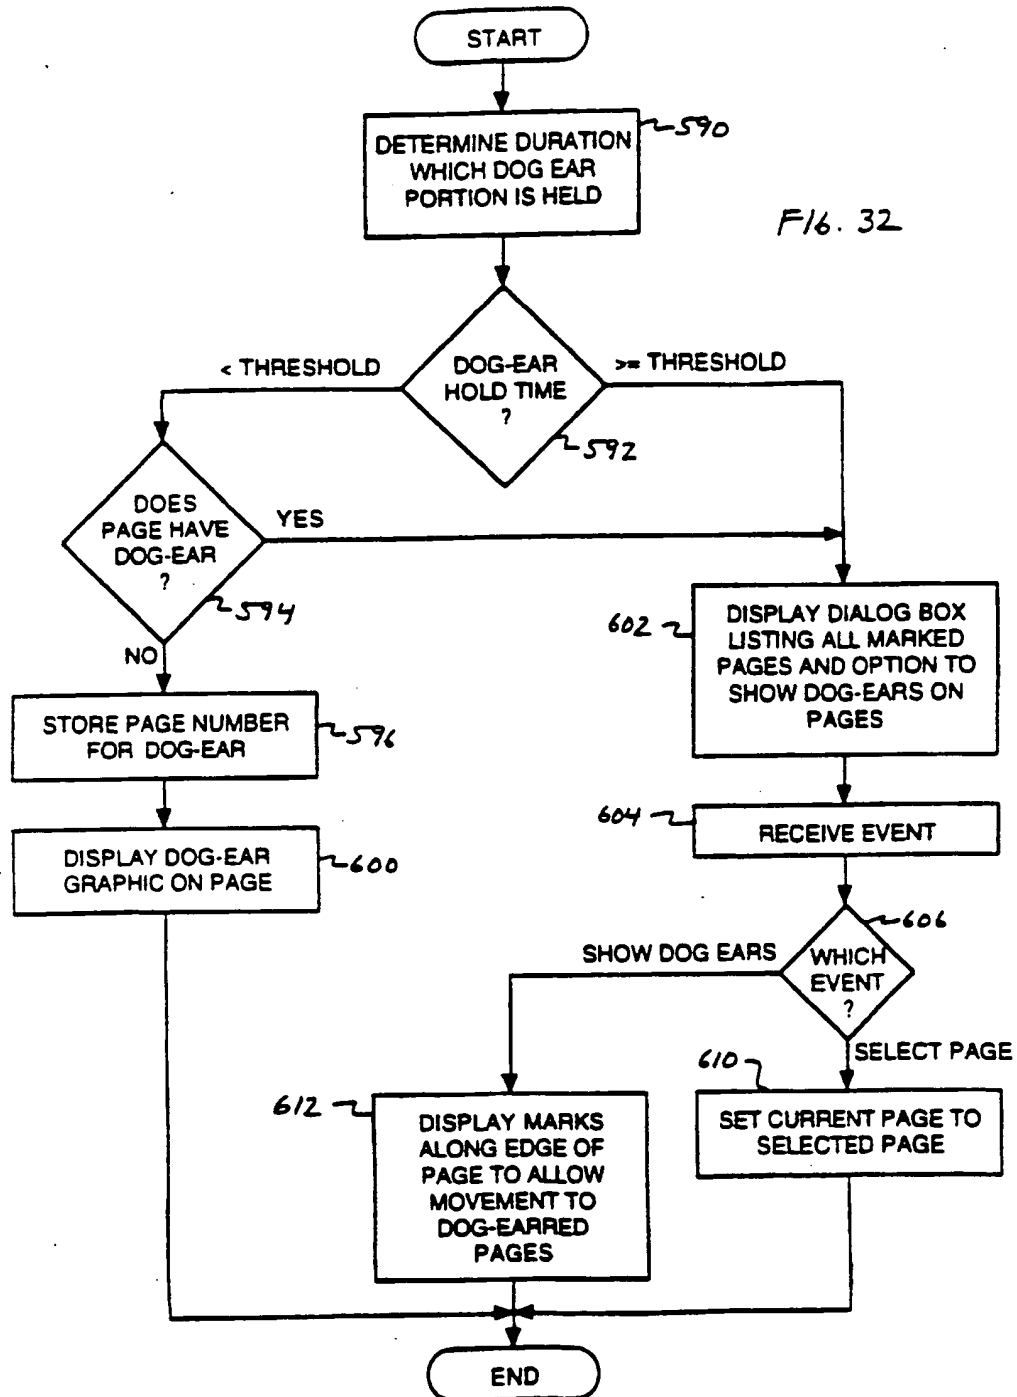 START
DETERMINE DURATION
WHICH DOG EAR
PORTION IS HELD
590
FIG. 32
< THRESHOLD
DOG-EAR
HOLD TIME
?
>= THRESHOLD
592
DOES
PAGE HAVE
DOG-EAR
?
YES
594
NO
602
DISPLAY DIALOG BOX
LISTING ALL MARKED
PAGES AND OPTION TO
SHOW DOG-EARS ON
PAGES
STORE PAGE NUMBER
FOR DOG-EAR
596
604
RECEIVE EVENT
DISPLAY DOG-EAR
GRAPHIC ON PAGE
600
606
SHOW DOG EARS
WHICH
EVENT
?
SELECT PAGE
610
612
DISPLAY MARKS
ALONG EDGE OF
PAGE TO ALLOW
MOVEMENT TO
DOG-EARRED
PAGES
SET CURRENT PAGE TO
SELECTED PAGE
END